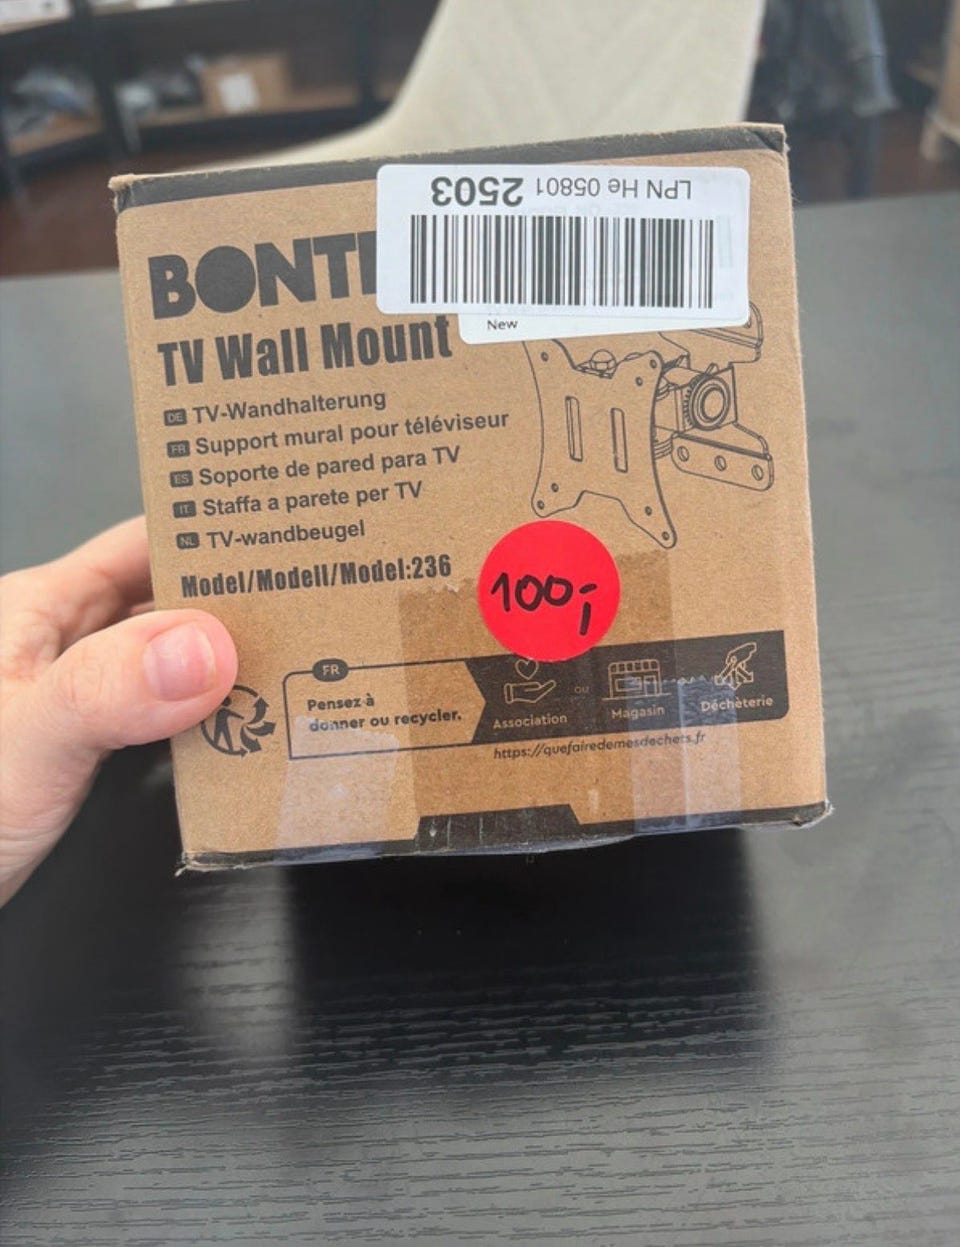 LPN He 05801 2503
New
BONTE
TV Wall Mount
DE TV-Wandhalterung
FR Support mural pour téléviseur
ES Soporte de pared para TV
IT Staffa a parete per TV
NL TV-wandbeugel
Model/Modell/Model:236
100,-
FR
Pensez à
donner ou recycler.
Association
ou
Magasin
Déchèterie
https://quefairedemesdechets.fr